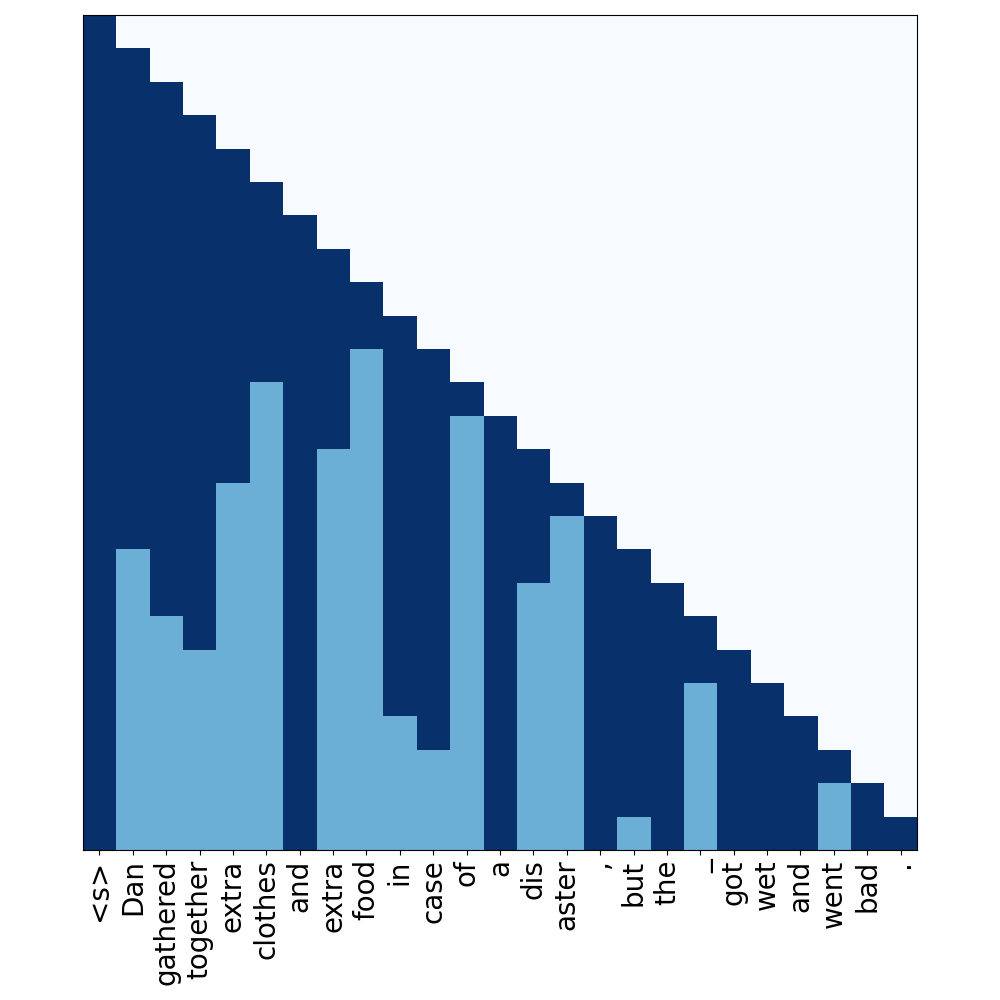 <s> Dan gathered together extra clothes and extra food in case of a dis aster , but the _ got wet and went bad .